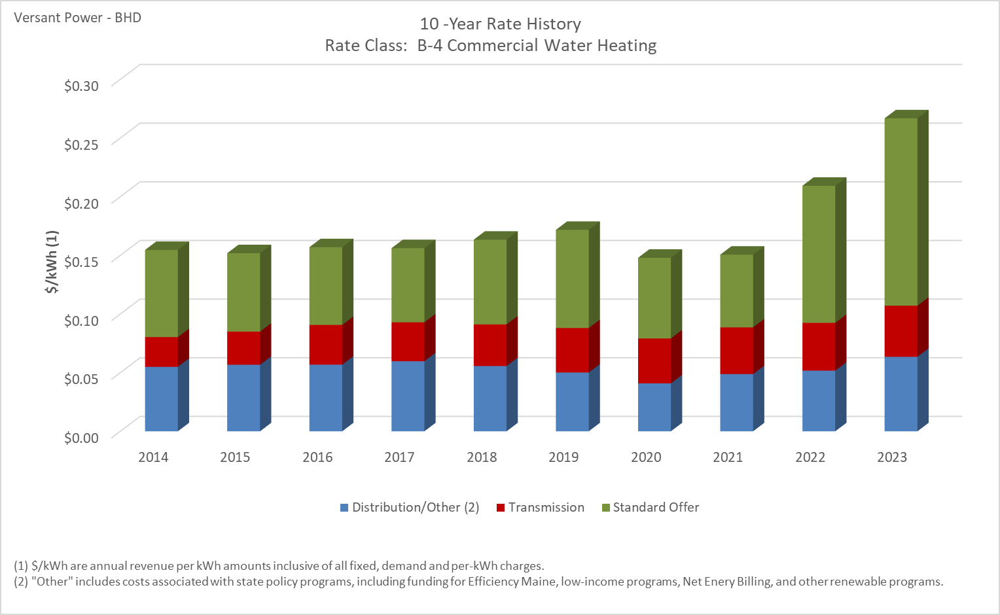 Versant Power - BHD
10 -Year Rate History
Rate Class:  B-4 Commercial Water Heating
$0.30
$0.25
$0.20
$0.15
$0.10
$0.05
$0.00
$/kWh (1)
2014 2015 2016 2017 2018 2019 2020 2021 2022 2023
Distribution/Other (2) Transmission Standard Offer
(1) $/kWh are annual revenue per kWh amounts inclusive of all fixed, demand and per-kWh charges.
(2) "Other" includes costs associated with state policy programs, including funding for Efficiency Maine, low-income programs, Net Enery Billing, and other renewable programs.